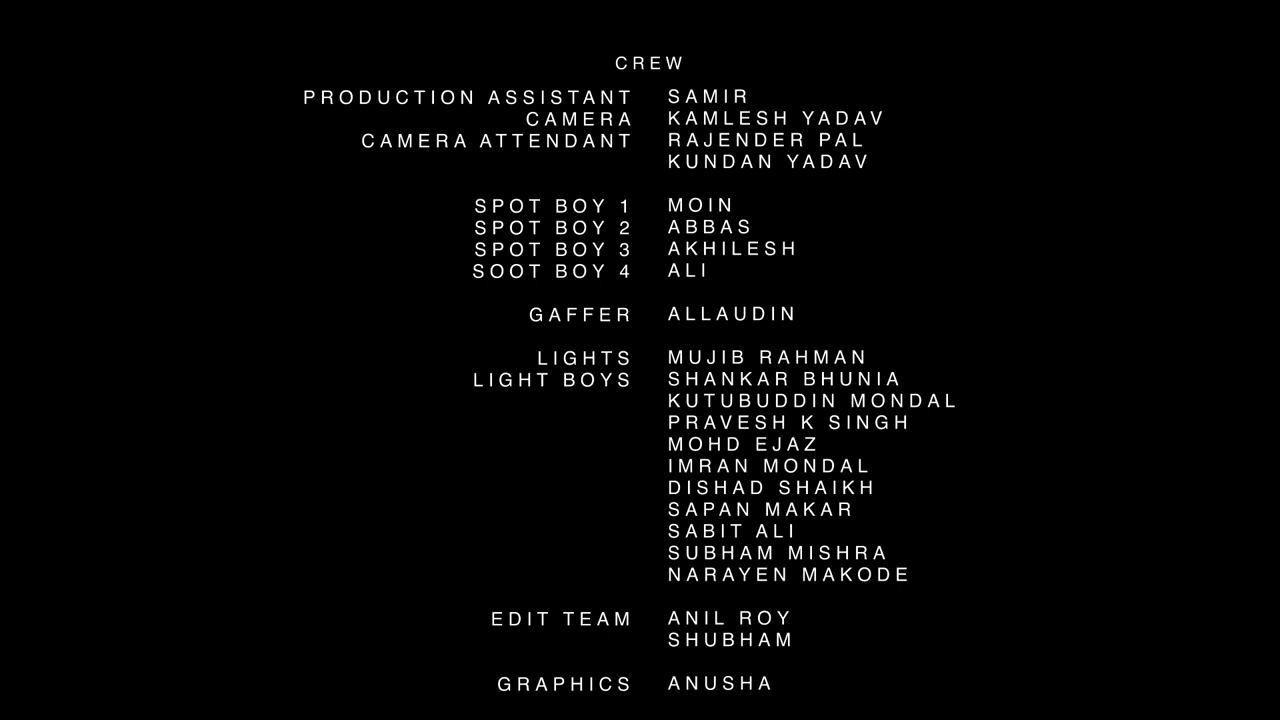 CREW
PRODUCTION ASSISTANT SAMIR
CAMERA KAMLESH YADAV
CAMERA ATTENDANT RAJENDER PAL
KUNDAN YADAV
SPOT BOY 1 MOIN
SPOT BOY 2 ABBAS
SPOT BOY 3 AKHILESH
SOOT BOY 4 ALI
GAFFER ALLAUDIN
LIGHTS MUJIB RAHMAN
LIGHT BOYS SHANKAR BHUNIA
KUTUBUDDIN MONDAL
PRAVESH K SINGH
MOHD EJAZ
IMRAN MONDAL
DISHAD SHAIKH
SAPAN MAKAR
SABIT ALI
SUBHAM MISHRA
NARAYEN MAKODE
EDIT TEAM ANIL ROY
SHUBHAM
GRAPHICS ANUSHA